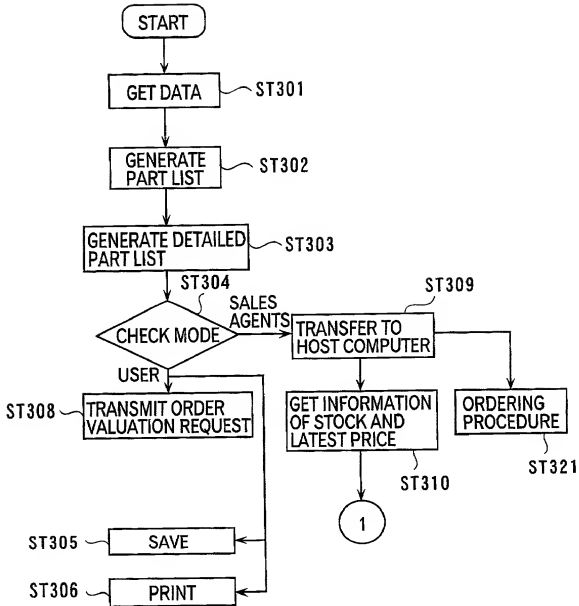 START
GET DATA
ST301
GENERATE
PART LIST
ST302
GENERATE DETAILED
PART LIST
ST303
ST304
CHECK MODE
SALES
AGENTS
ST309
TRANSFER TO
HOST COMPUTER
USER
ST308
TRANSMIT ORDER
VALUATION REQUEST
GET INFORMATION
OF STOCK AND
LATEST PRICE
ST310
ORDERING
PROCEDURE
ST321
1
ST305
SAVE
ST306
PRINT